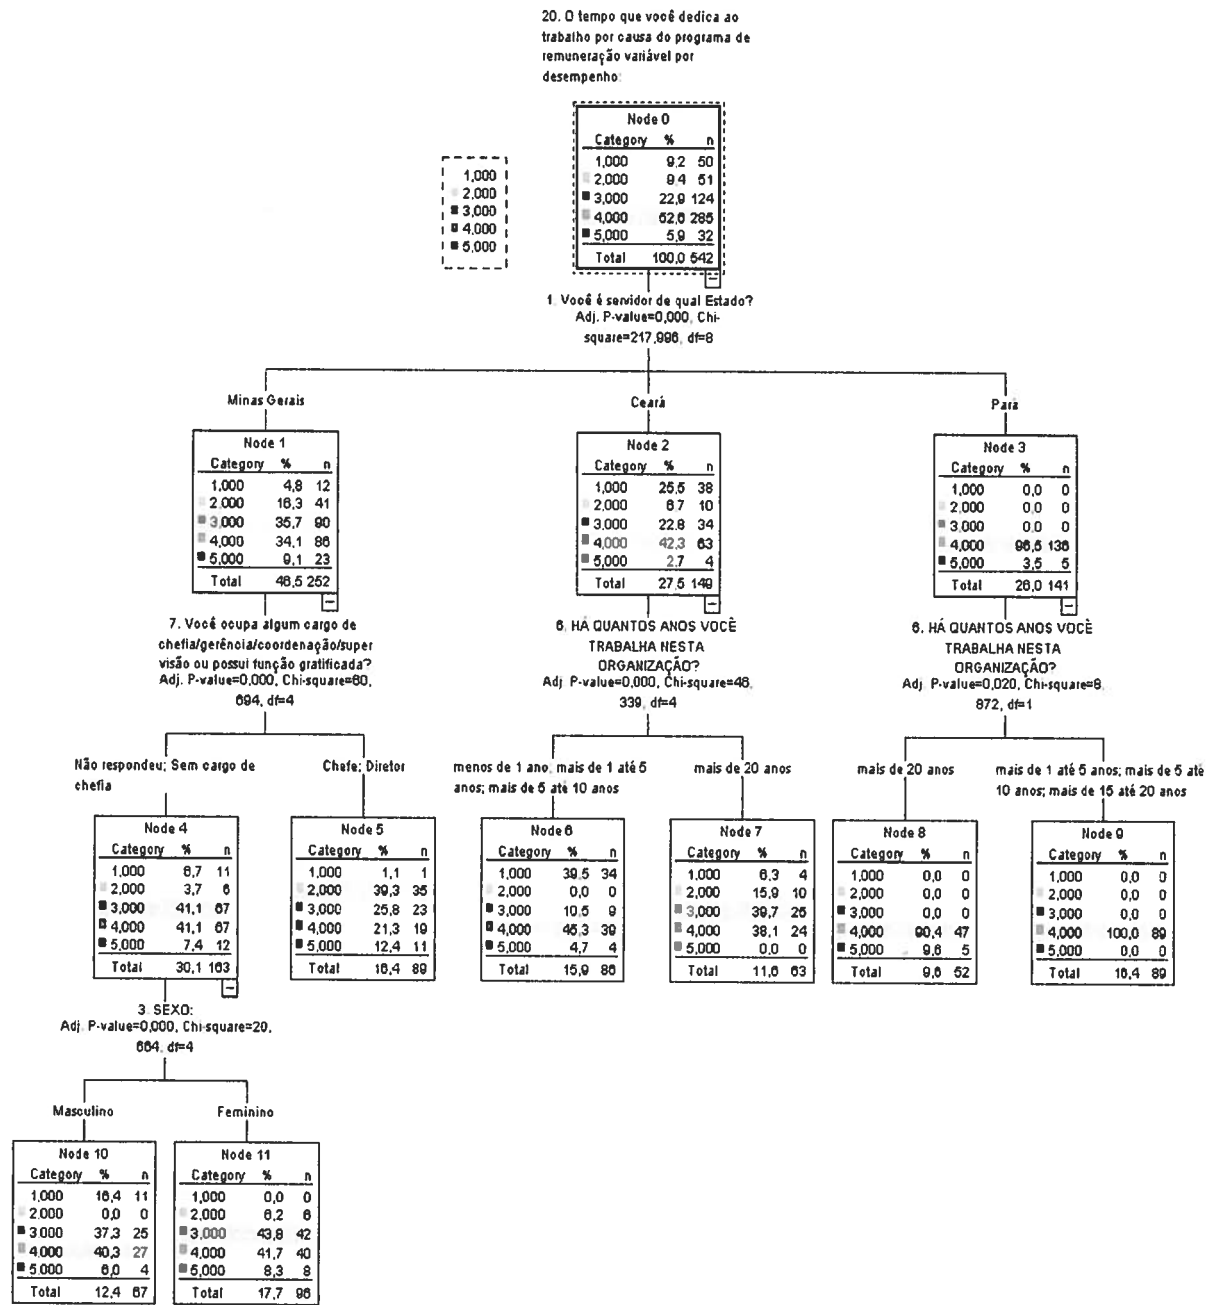 20. O tempo que você dedica ao
trabalho por causa do programa de
remuneração variável por
desempenho:
Node 0
Category % n
1,000 9,2 50
2,000 9,4 51
3,000 22,9 124
4,000 52,6 285
5,000 5,9 32
Total 100,0 542
1,000
2,000
3,000
4,000
5,000
1. Você é servidor de qual Estado?
Adj. P-value=0,000, Chi-
square=217,996, df=8
Minas Gerais
Ceará
Pará
Node 1
Category % n
1,000 4,8 12
2,000 16,3 41
3,000 35,7 90
4,000 34,1 86
5,000 9,1 23
Total 46,5 252
Node 2
Category % n
1,000 25,5 38
2,000 6,7 10
3,000 22,8 34
4,000 42,3 63
5,000 2,7 4
Total 27,5 149
Node 3
Category % n
1,000 0,0 0
2,000 0,0 0
3,000 0,0 0
4,000 96,5 136
5,000 3,5 5
Total 26,0 141
7. Você ocupa algum cargo de
chefia/gerência/coordenação/super
visão ou possui função gratificada?
Adj. P-value=0,000, Chi-square=60,
694, df=4
6. HÁ QUANTOS ANOS VOCÊ
TRABALHA NESTA
ORGANIZAÇÃO?
Adj. P-value=0,000, Chi-square=46,
339, df=4
6. HÁ QUANTOS ANOS VOCÊ
TRABALHA NESTA
ORGANIZAÇÃO?
Adj. P-value=0,020, Chi-square=8,
872, df=1
Não respondeu; Sem cargo de
chefia
Chefe; Diretor
menos de 1 ano; mais de 1 até 5
anos; mais de 5 até 10 anos
mais de 20 anos
mais de 20 anos
mais de 1 até 5 anos; mais de 5 até
10 anos; mais de 15 até 20 anos
Node 4
Category % n
1,000 6,7 11
2,000 3,7 6
3,000 41,1 67
4,000 41,1 67
5,000 7,4 12
Total 30,1 163
Node 5
Category % n
1,000 1,1 1
2,000 39,3 35
3,000 25,8 23
4,000 21,3 19
5,000 12,4 11
Total 16,4 89
Node 6
Category % n
1,000 39,5 34
2,000 0,0 0
3,000 10,5 9
4,000 45,3 39
5,000 4,7 4
Total 15,9 86
Node 7
Category % n
1,000 6,3 4
2,000 15,9 10
3,000 39,7 25
4,000 38,1 24
5,000 0,0 0
Total 11,6 63
Node 8
Category % n
1,000 0,0 0
2,000 0,0 0
3,000 0,0 0
4,000 90,4 47
5,000 9,6 5
Total 9,6 52
Node 9
Category % n
1,000 0,0 0
2,000 0,0 0
3,000 0,0 0
4,000 100,0 89
5,000 0,0 0
Total 16,4 89
3. SEXO:
Adj. P-value=0,000, Chi-square=20,
664, df=4
Masculino
Feminino
Node 10
Category % n
1,000 16,4 11
2,000 0,0 0
3,000 37,3 25
4,000 40,3 27
5,000 6,0 4
Total 12,4 67
Node 11
Category % n
1,000 0,0 0
2,000 6,2 6
3,000 43,8 42
4,000 41,7 40
5,000 8,3 8
Total 17,7 96